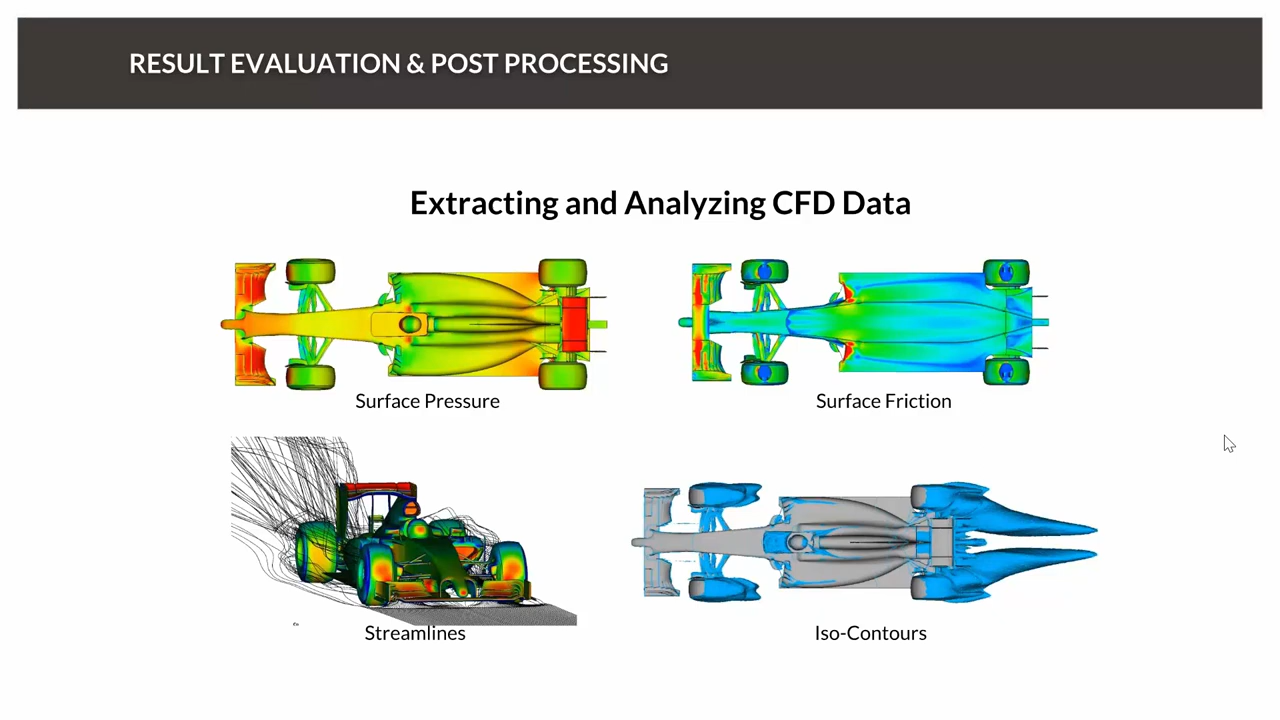 RESULT EVALUATION & POST PROCESSING
Extracting and Analyzing CFD Data
Surface Pressure
Surface Friction
Streamlines
Iso-Contours